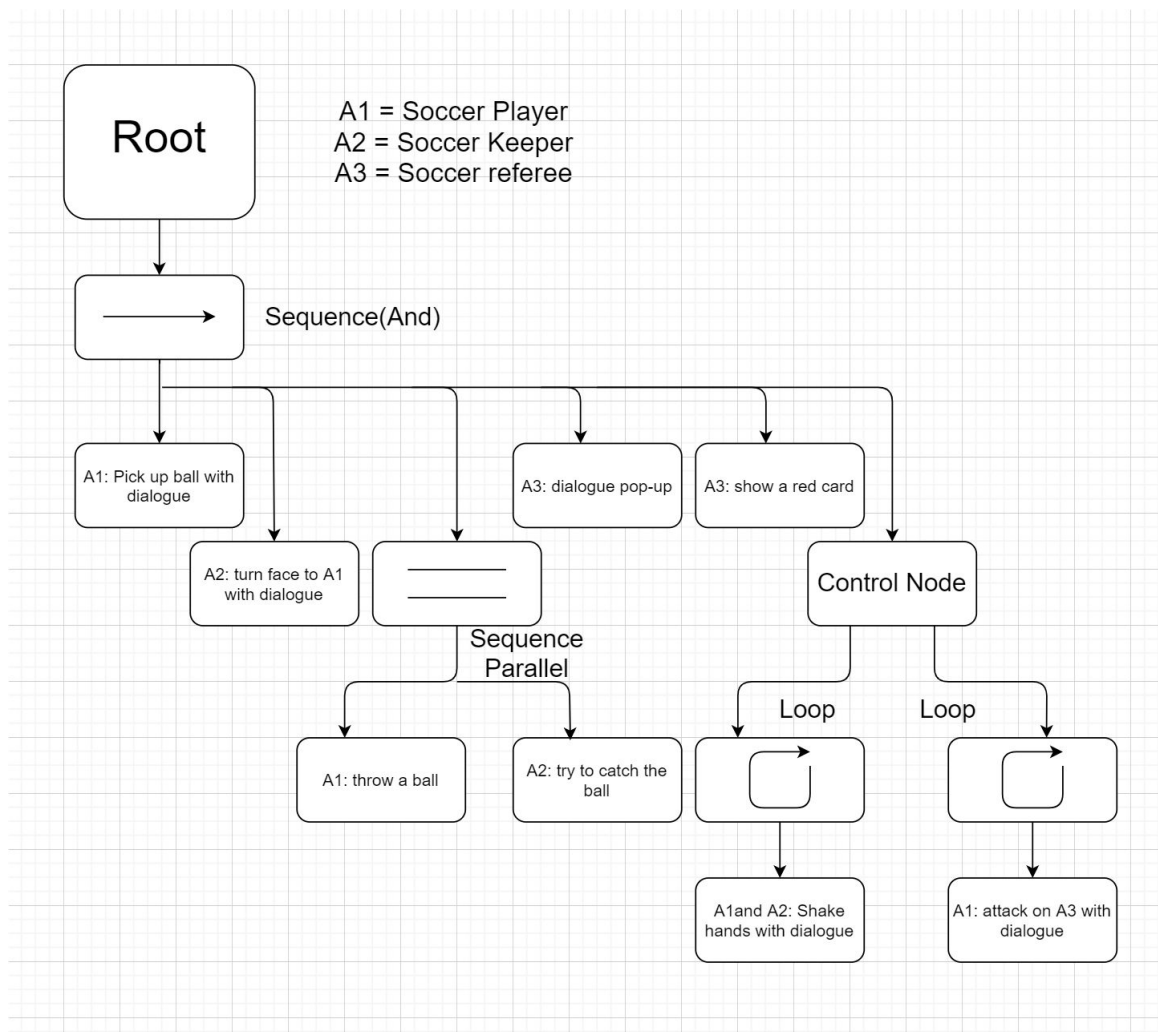 Root
A1 = Soccer Player
A2 = Soccer Keeper
A3 = Soccer referee
Sequence(And)
A1: Pick up ball with
dialogue
A3: dialogue pop-up
A3: show a red card
A2: turn face to A1
with dialogue
Control Node
Sequence
Parallel
Loop
Loop
A1: throw a ball
A2: try to catch the
ball
A1and A2: Shake
hands with dialogue
A1: attack on A3 with
dialogue